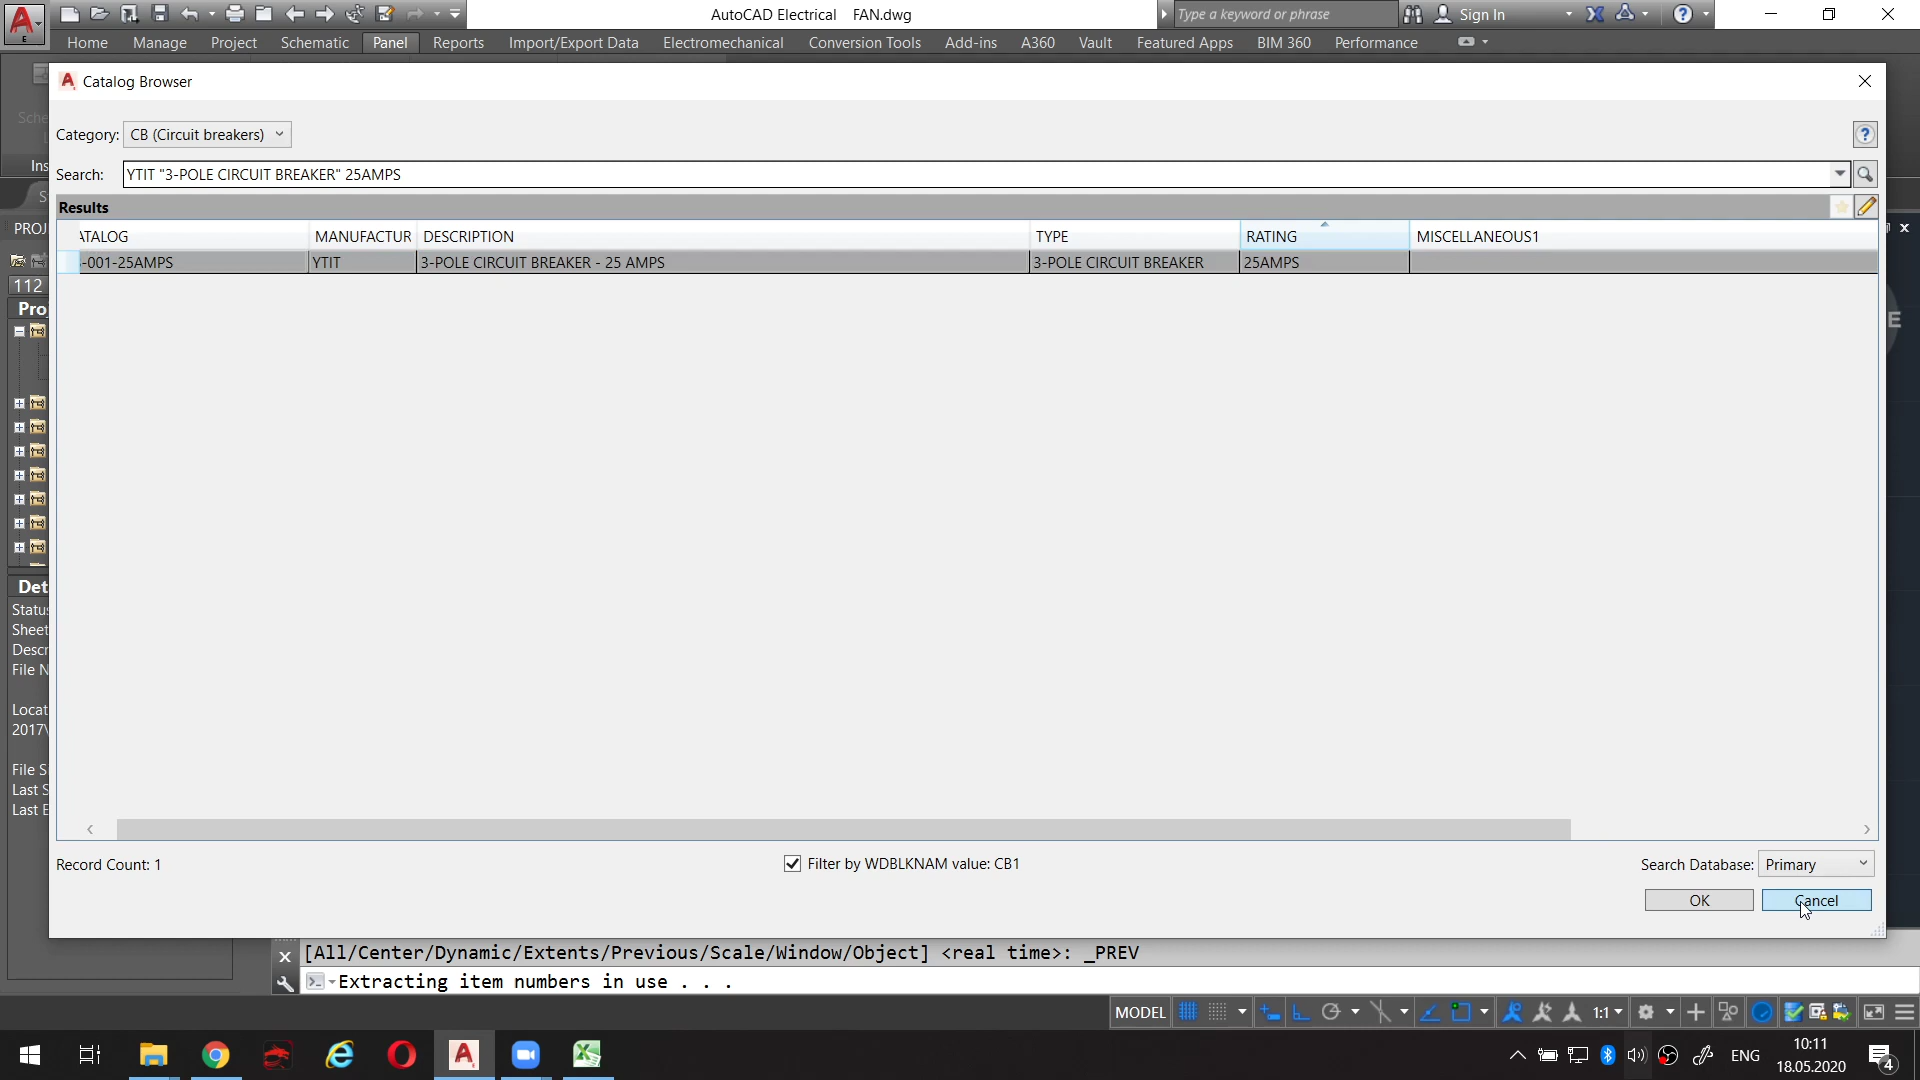 AutoCAD Electrical FAN.dwg
Type a keyword or phrase
Sign In
E
Home Manage Project Schematic Panel Reports Import/Export Data Electromechanical Conversion Tools Add-ins A360 Vault Featured Apps BIM 360 Performance
Catalog Browser
Sche
Category: CB (Circuit breakers)
Ins
Search: YTIT "3-POLE CIRCUIT BREAKER" 25AMPS
S
Results
PROJ
ATALOG MANUFACTUR DESCRIPTION TYPE RATING MISCELLANEOUS1
-001-25AMPS YTIT 3-POLE CIRCUIT BREAKER - 25 AMPS 3-POLE CIRCUIT BREAKER 25AMPS
112
Proj
E
Det
Status
Sheet
Descr
File N
Locat
2017\
File Si
Last S
Last E
Record Count: 1
Filter by WDBLKNAM value: CB1
Search Database: Primary
OK Cancel
[All/Center/Dynamic/Extents/Previous/Scale/Window/Object] <real time>: _PREV
Extracting item numbers in use . . .
MODEL 1:1
ENG
10:11
18.05.2020
4